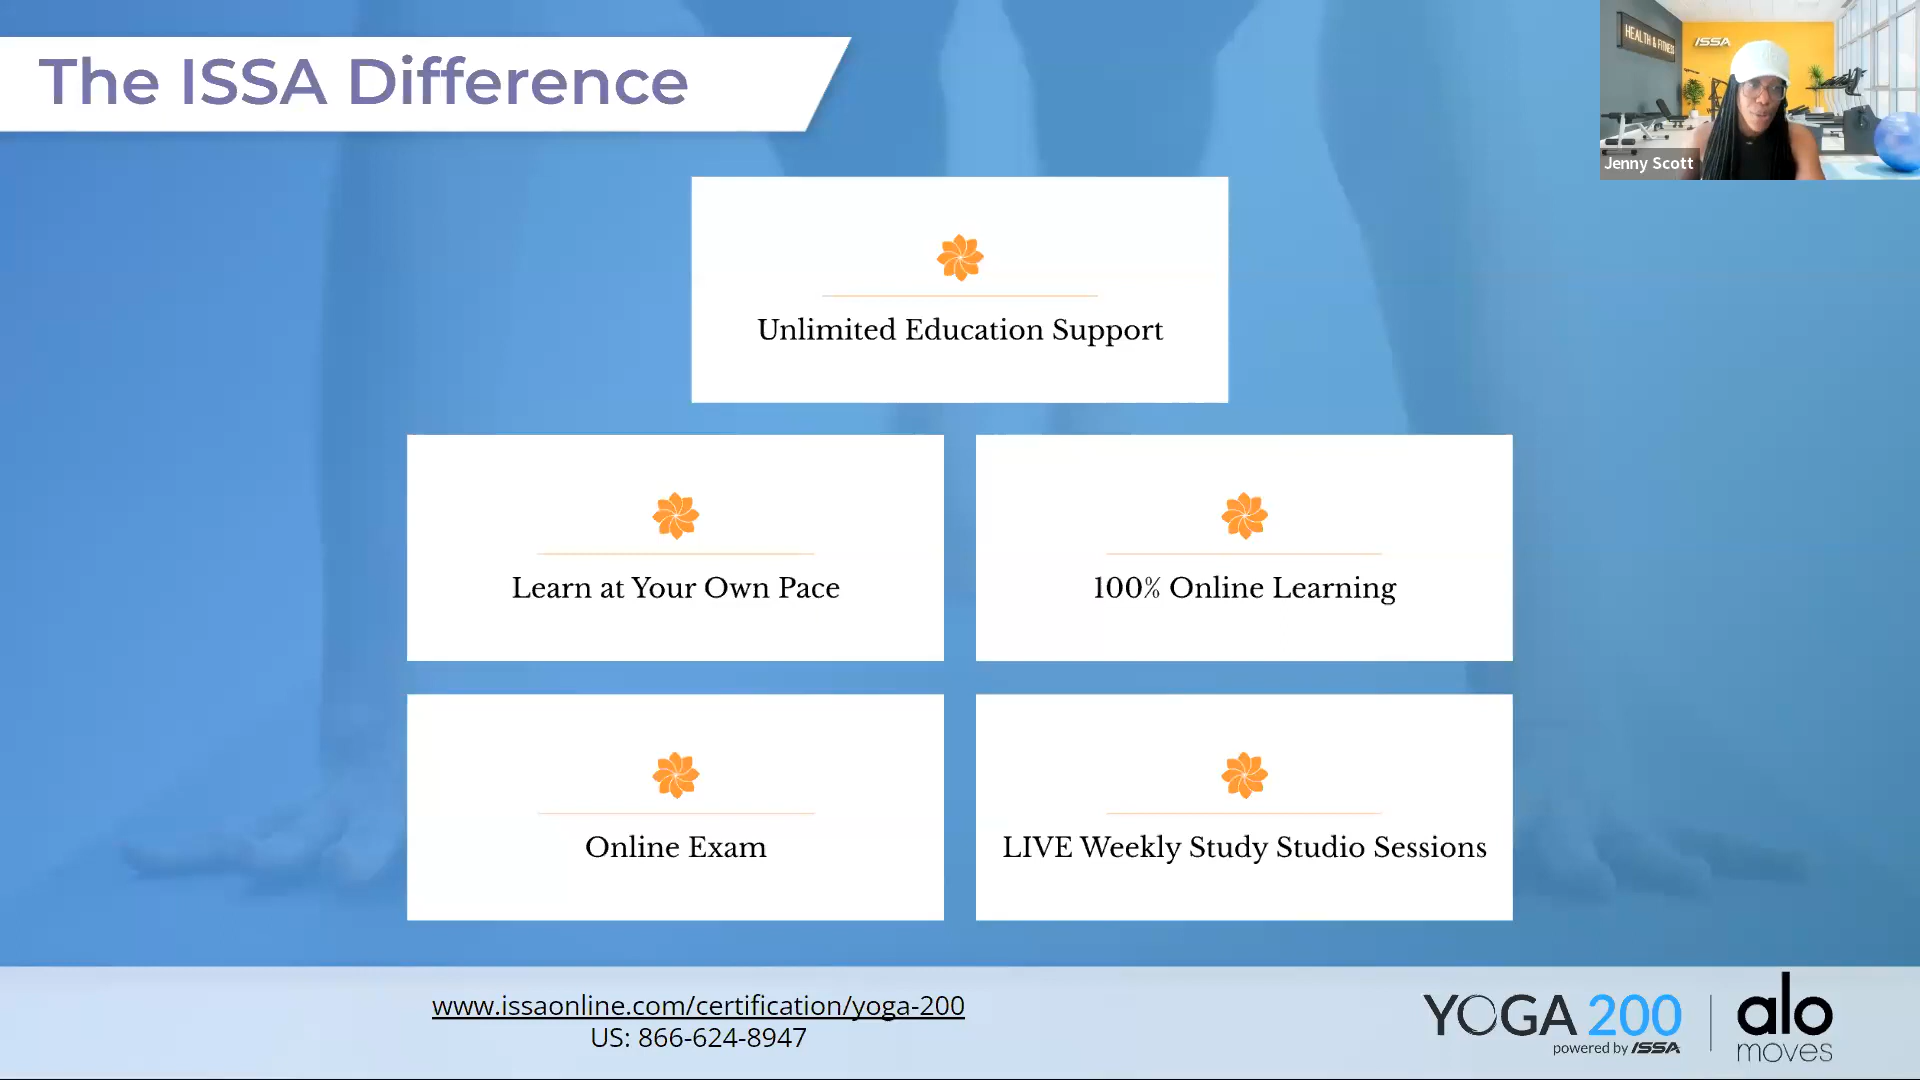 The ISSA Difference
HEALTH & FITNESS
ISSA
Jenny Scott
Unlimited Education Support
Learn at Your Own Pace
100% Online Learning
Online Exam
LIVE Weekly Study Studio Sessions
www.issaonline.com/certification/yoga-200
US: 866-624-8947
YOGA 200
powered by ISSA
alo
moves